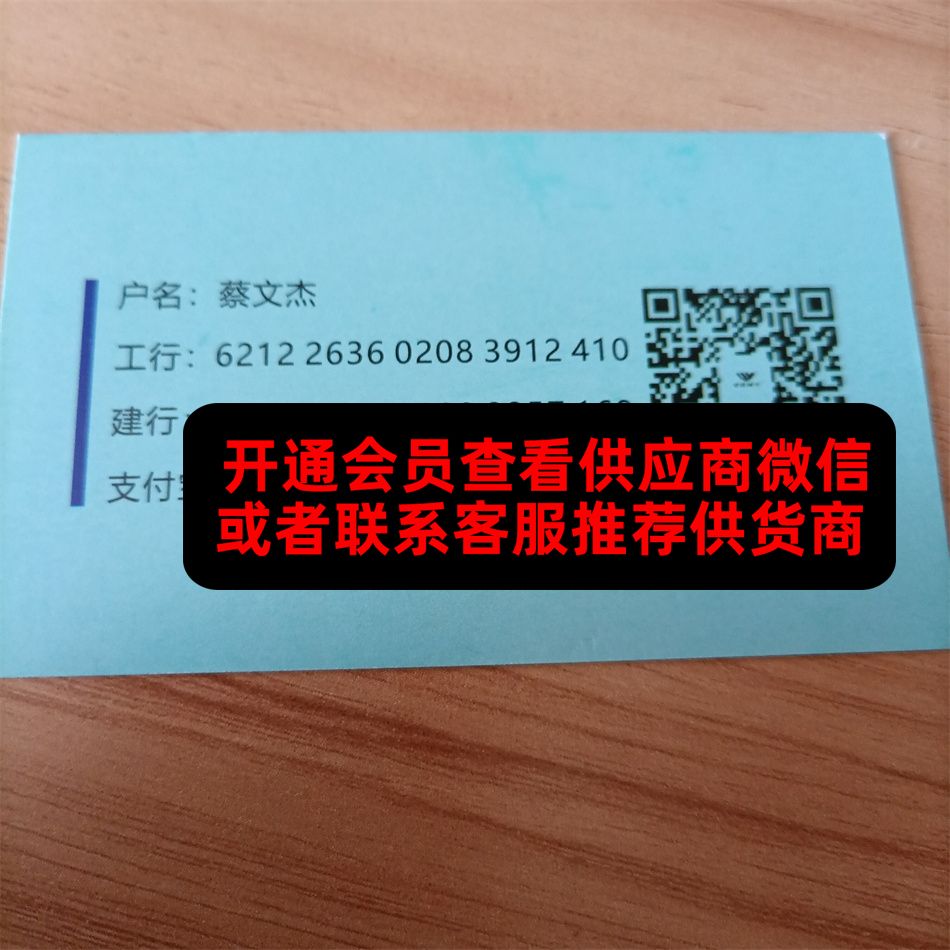 户名：蔡文杰
工行：6212 2636 0208 3912 410
建行
支付
开通会员查看供应商微信
或者联系客服推荐供货商